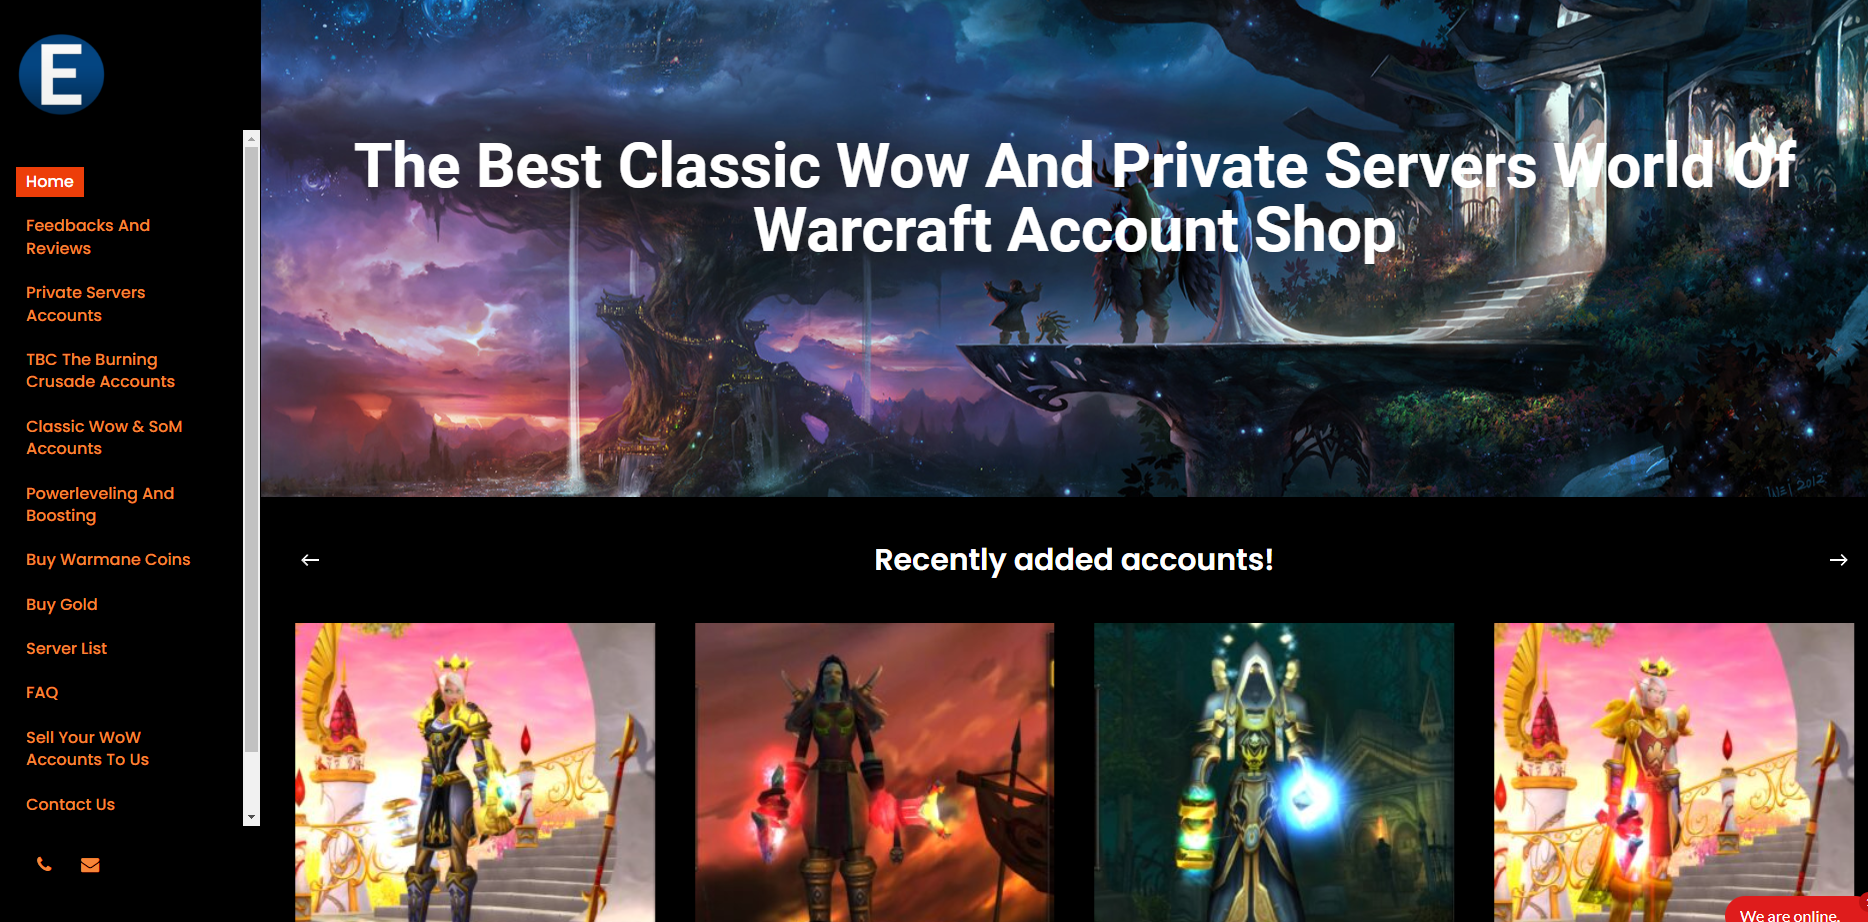 E
Home
Feedbacks And
Reviews
Private Servers
Accounts
TBC The Burning
Crusade Accounts
Classic Wow & SoM
Accounts
Powerleveling And
Boosting
Buy Warmane Coins
Buy Gold
Server List
FAQ
Sell Your WoW
Accounts To Us
Contact Us
The Best Classic Wow And Private Servers World Of
Warcraft Account Shop
2012
Recently added accounts!
We are online.